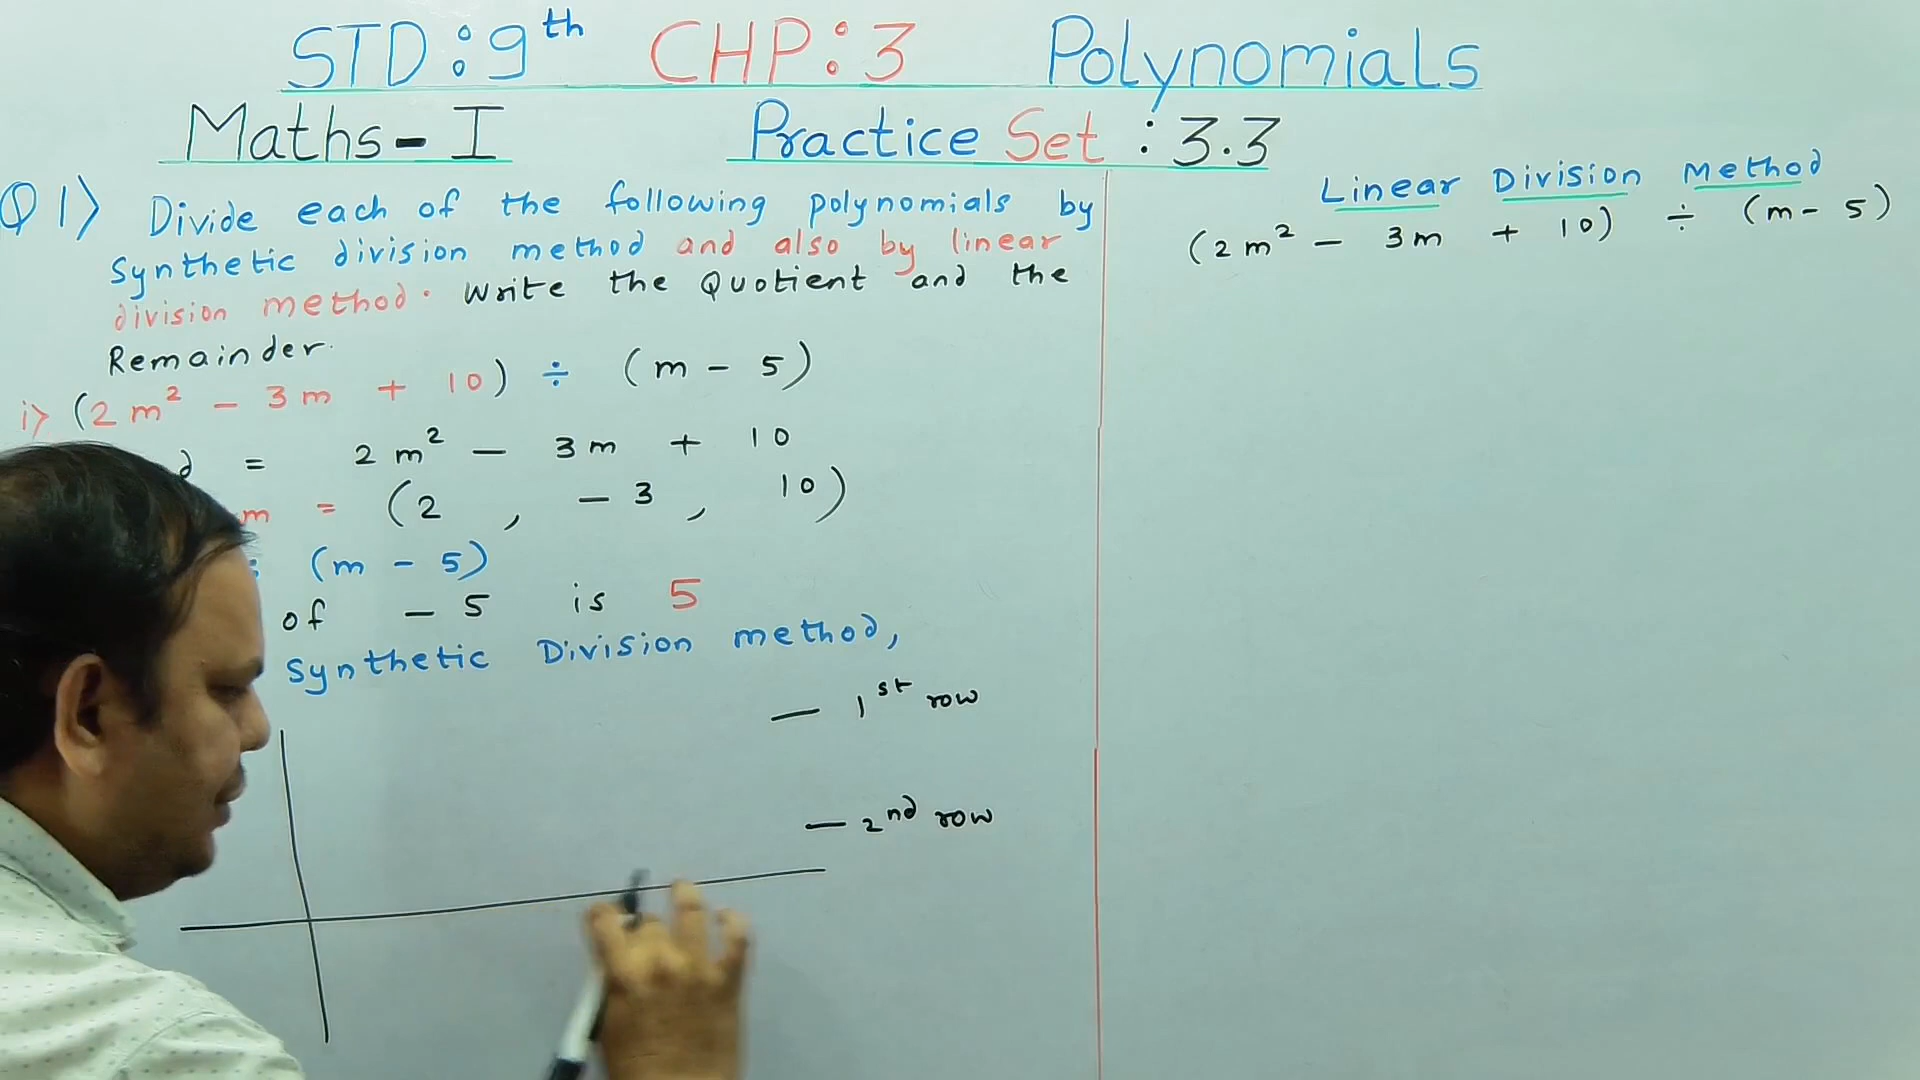 STD : 9th CHP : 3 Polynomials
Maths - I Practice Set : 3.3
Q 1) Divide each of the following polynomials by
synthetic division method and also by linear
division method. Write the Quotient and the
Remainder.
i) (2m² - 3m + 10) ÷ (m - 5)
= 2m² - 3m + 10
= (2 , - 3 , 10)
(m - 5)
of - 5 is 5
Synthetic Division method,
— 1st row
— 2nd row
Linear Division Method
(2m² - 3m + 10) ÷ (m - 5)